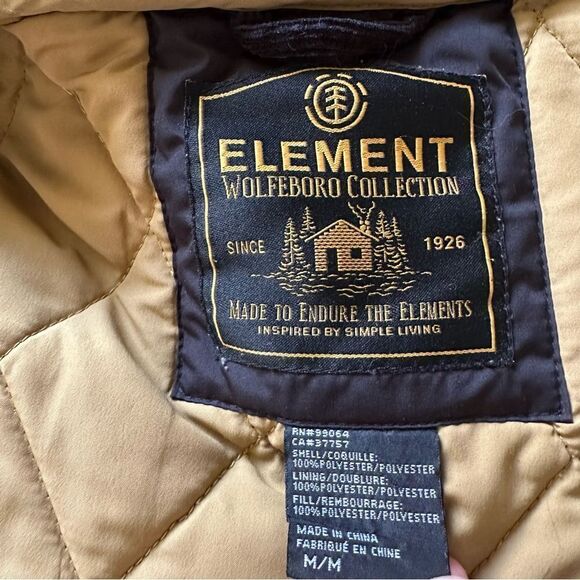 ELEMENT
WOLFEBORO COLLECTION
SINCE 1926
MADE TO ENDURE THE ELEMENTS
INSPIRED BY SIMPLE LIVING
RN#99064
CA#37757
SHELL/COQUILLE:
100%POLYESTER/POLYESTER
LINING/DOUBLURE:
100%POLYESTER/POLYESTER
FILL/REMBOURRAGE:
100%POLYESTER/POLYESTER
MADE IN CHINA
FABRIQUÉ EN CHINE
M/M